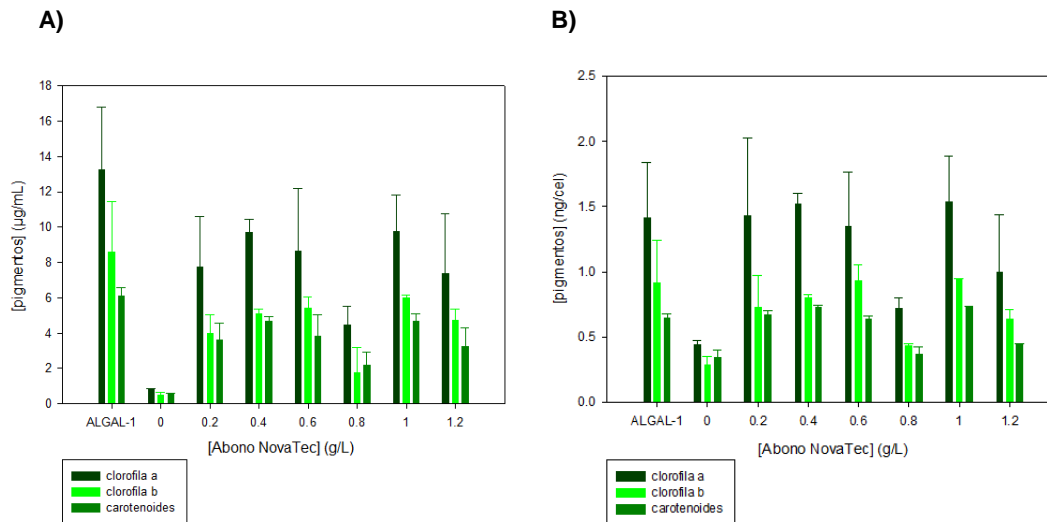 A)
B)
18
16
14
12
10
8
6
4
2
0
[pigmentos] (µg/mL)
ALGAL-1 0 0.2 0.4 0.6 0.8 1 1.2
[Abono NovaTec] (g/L)
clorofila a
clorofila b
carotenoides
2.5
2.0
1.5
1.0
0.5
0.0
[pigmentos] (ng/cel)
ALGAL-1 0 0.2 0.4 0.6 0.8 1 1.2
[Abono NovaTec] (g/L)
clorofila a
clorofila b
carotenoides